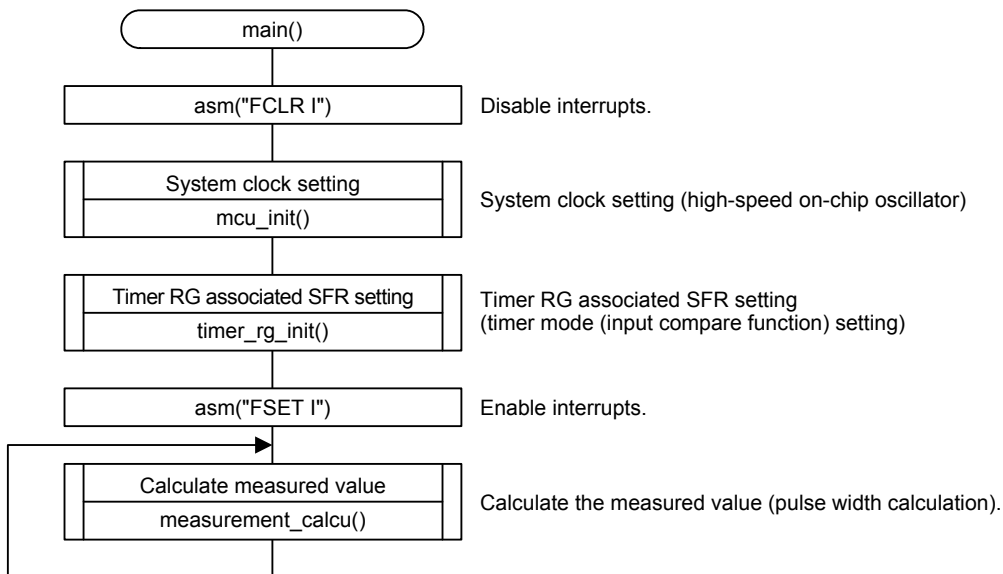 main()
asm("FCLR I")
Disable interrupts.
System clock setting
mcu_init()
System clock setting (high-speed on-chip oscillator)
Timer RG associated SFR setting
timer_rg_init()
Timer RG associated SFR setting
(timer mode (input compare function) setting)
asm("FSET I")
Enable interrupts.
Calculate measured value
measurement_calcu()
Calculate the measured value (pulse width calculation).